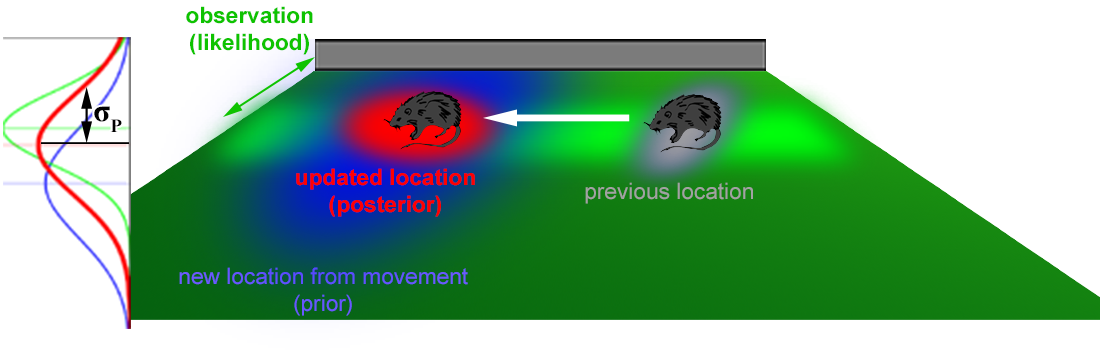 observation
(likelihood)
σP
updated location
(posterior)
previous location
new location from movement
(prior)